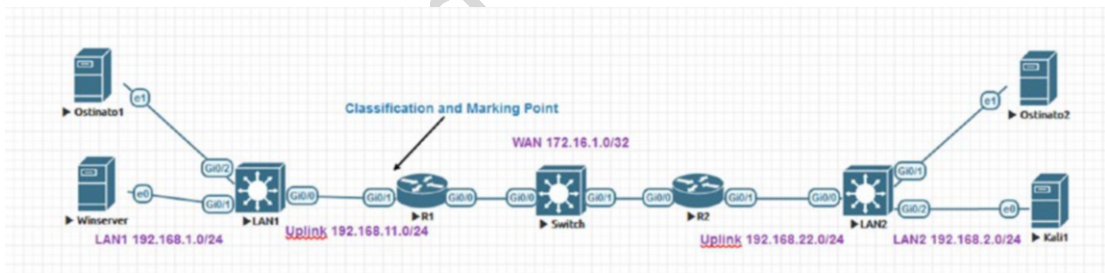 Classification and Marking Point
WAN 172.16.1.0/32
e1
Ostinato1
Gi0/2
e0
Gi0/1
Winserver
LAN1
LAN1 192.168.1.0/24
Gi0/0
Uplink 192.168.11.0/24
Gi0/1
R1
Gi0/0
Gi0/0
Switch
Gi0/1
Gi0/0
R2
Gi0/1
Uplink 192.168.22.0/24
Gi0/0
LAN2
Gi0/1
e1
Ostinato2
Gi0/2
e0
LAN2 192.168.2.0/24
Kali1